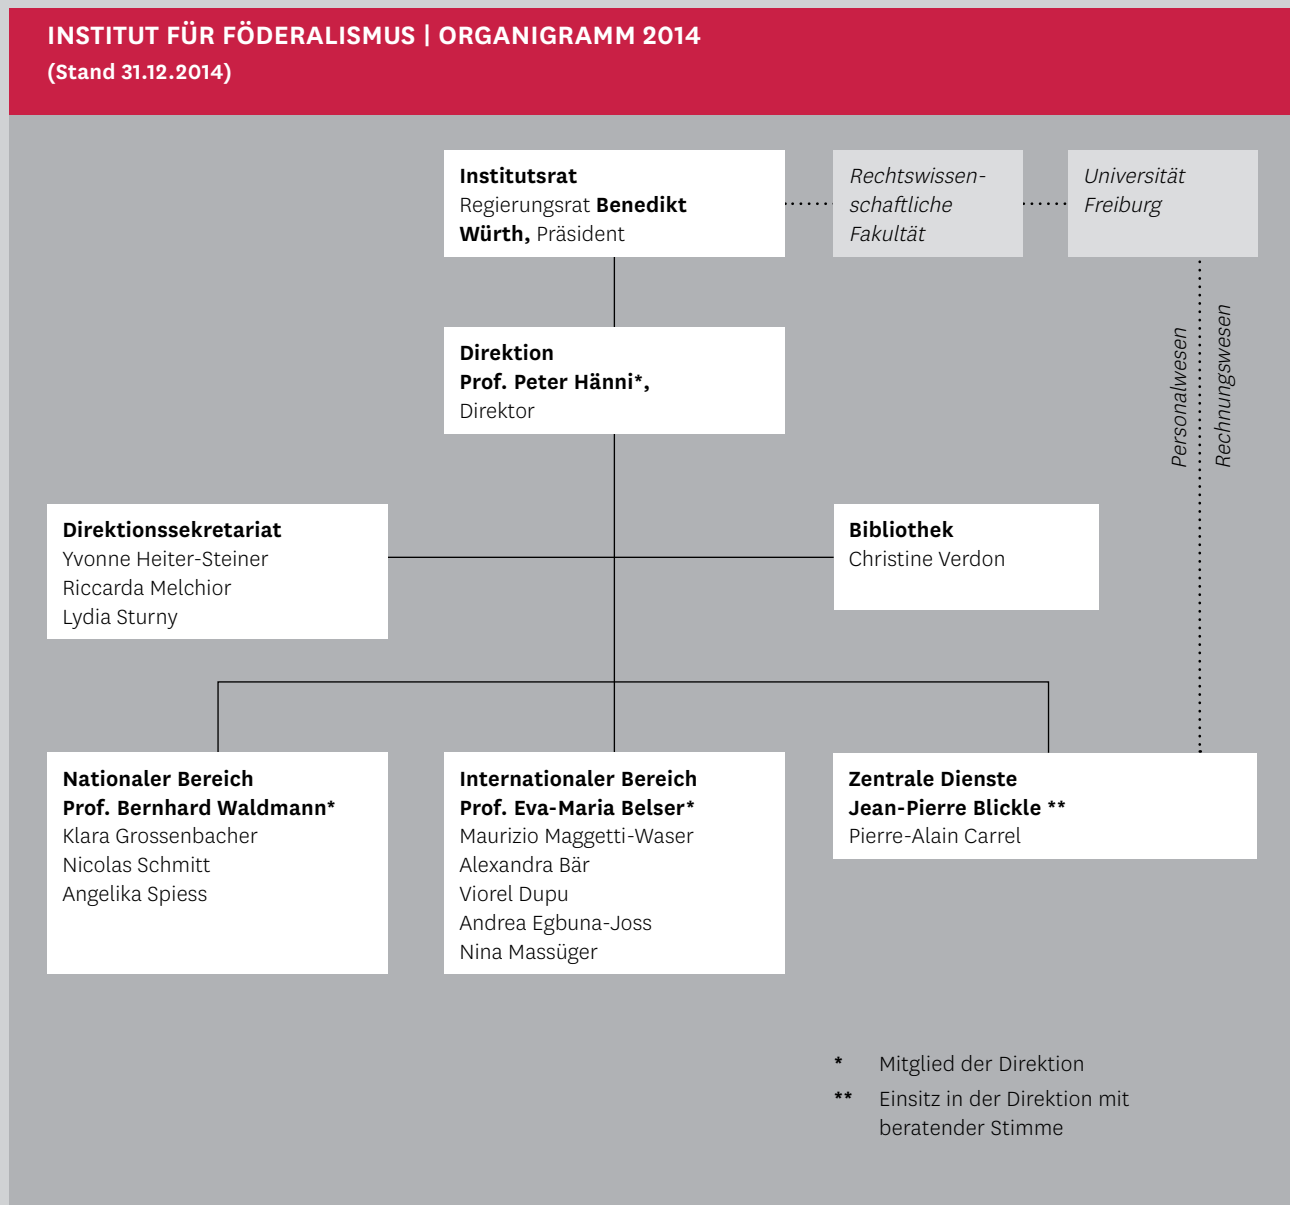 INSTITUT FÜR FÖDERALISMUS | ORGANIGRAMM 2014
(Stand 31.12.2014)
Institutsrat
Regierungsrat Benedikt
Würth, Präsident
Rechtswissen-
schaftliche
Fakultät
Universität
Freiburg
Personalwesen
Rechnungswesen
Direktion
Prof. Peter Hänni*,
Direktor
Direktionssekretariat
Yvonne Heiter-Steiner
Riccarda Melchior
Lydia Sturny
Bibliothek
Christine Verdon
Nationaler Bereich
Prof. Bernhard Waldmann*
Klara Grossenbacher
Nicolas Schmitt
Angelika Spiess
Internationaler Bereich
Prof. Eva-Maria Belser*
Maurizio Maggetti-Waser
Alexandra Bär
Viorel Dupu
Andrea Egbuna-Joss
Nina Massüger
Zentrale Dienste
Jean-Pierre Blickle **
Pierre-Alain Carrel
* Mitglied der Direktion
** Einsitz in der Direktion mit
beratender Stimme